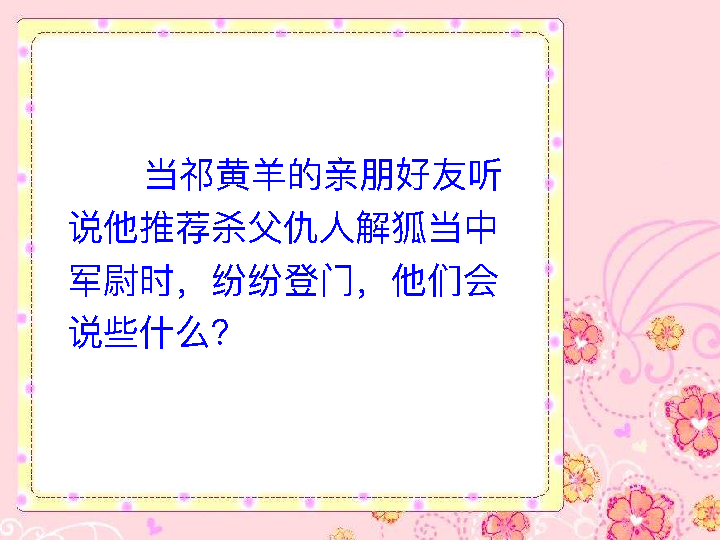 当祁黄羊的亲朋好友听
说他推荐杀父仇人解狐当中
军尉时，纷纷登门，他们会
说些什么？